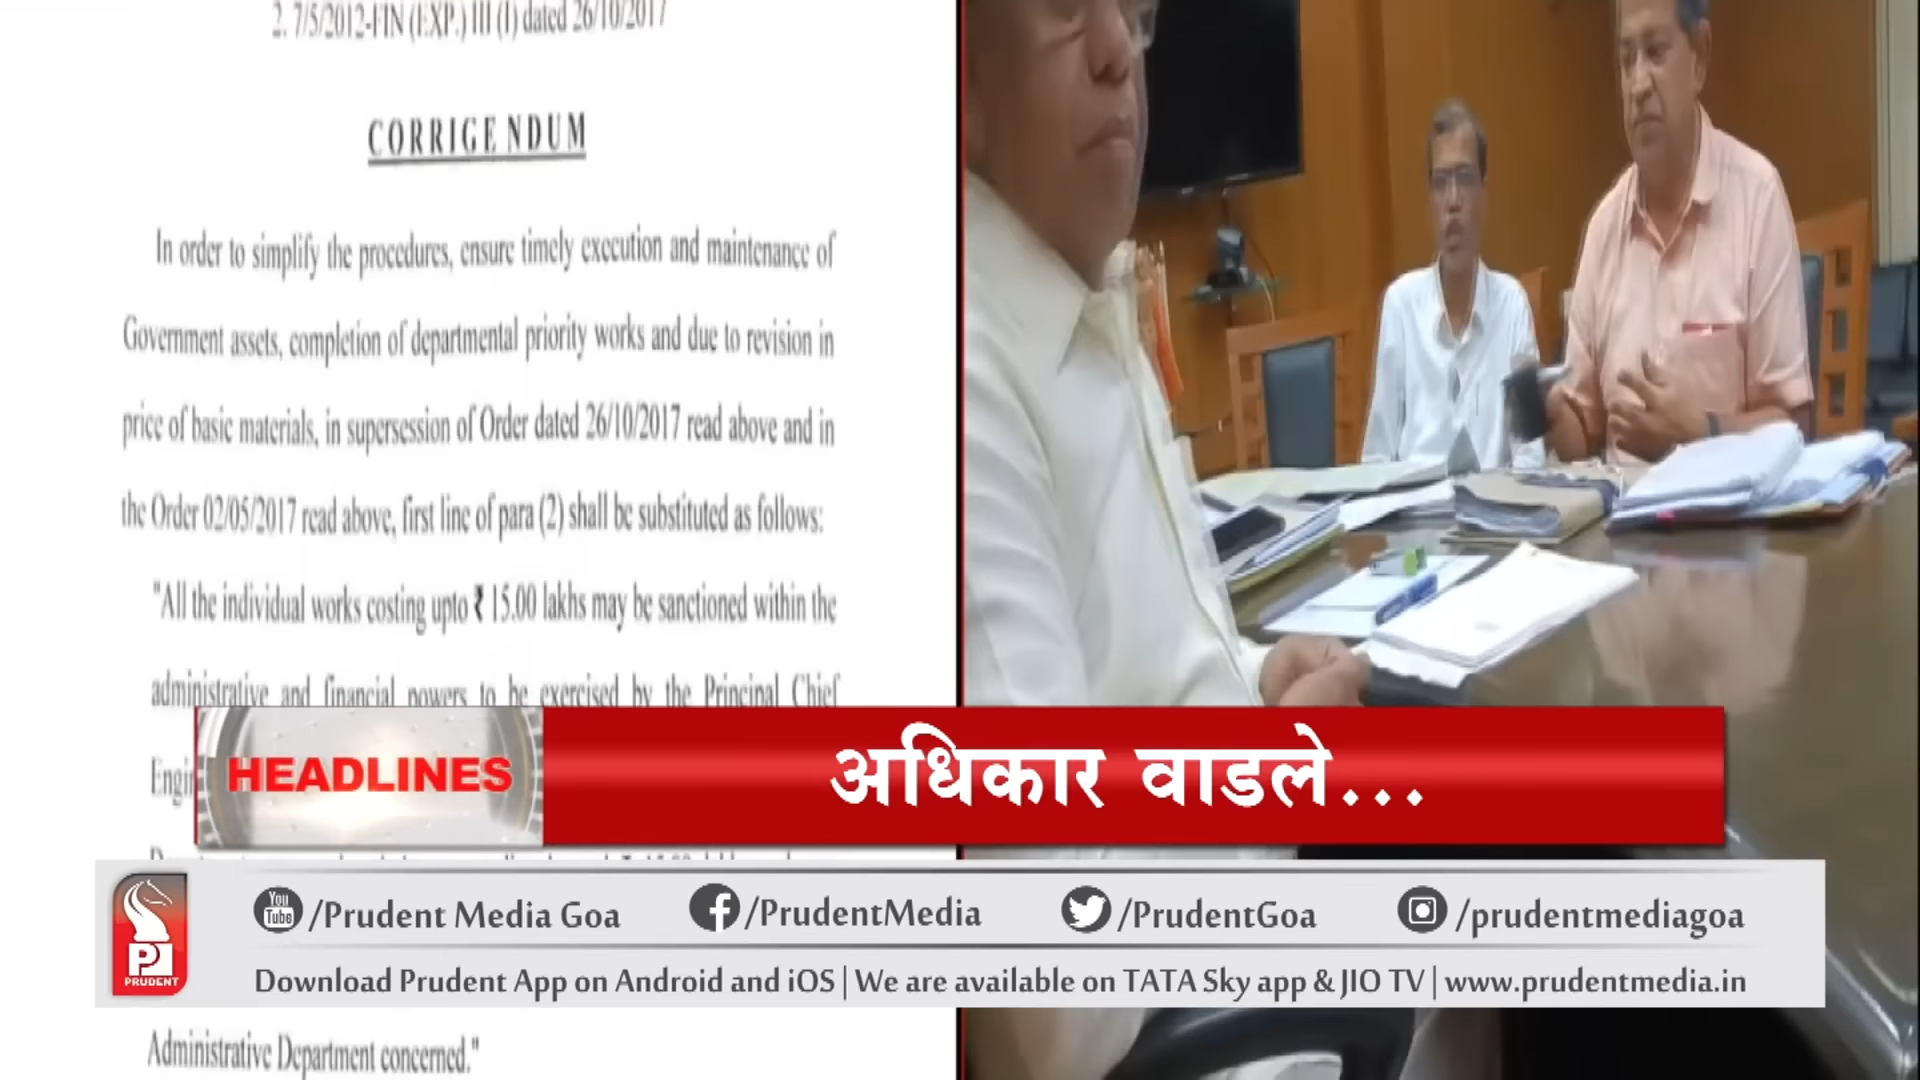 2. 7/5/2012-FIN (EXP.) III (I) dated 26/10/2017
CORRIGENDUM
In order to simplify the procedures, ensure timely execution and maintenance of
Government assets, completion of departmental priority works and due to revision in
price of basic materials, in supersession of Order dated 26/10/2017 read above and in
the Order 02/05/2017 read above, first line of para (2) shall be substituted as follows:
"All the individual works costing upto ₹ 15.00 lakhs may be sanctioned within the
administrative and financial powers to be exercised by the Principal Chief
HEADLINES
अधिकार वाडले...
/Prudent Media Goa
/PrudentMedia
/PrudentGoa
/prudentmediagoa
PRUDENT
Download Prudent App on Android and iOS | We are available on TATA Sky app & JIO TV | www.prudentmedia.in
Administrative Department concerned."